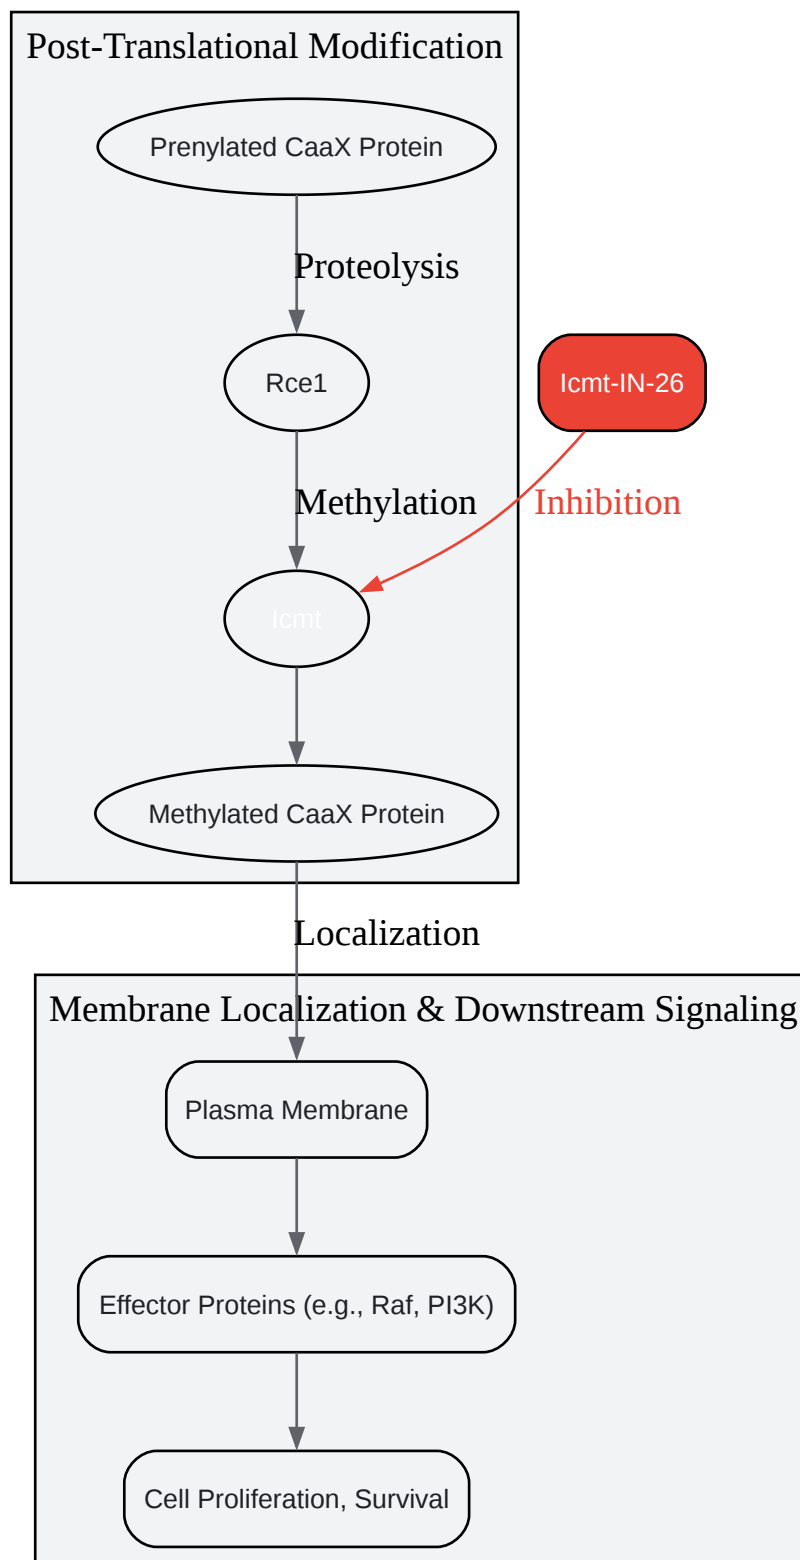 Post-Translational Modification
Prenylated CaaX Protein
Proteolysis
Rce1
Icmt-IN-26
Methylation
Inhibition
Icmt
Methylated CaaX Protein
Localization
Membrane Localization & Downstream Signaling
Plasma Membrane
Effector Proteins (e.g., Raf, PI3K)
Cell Proliferation, Survival